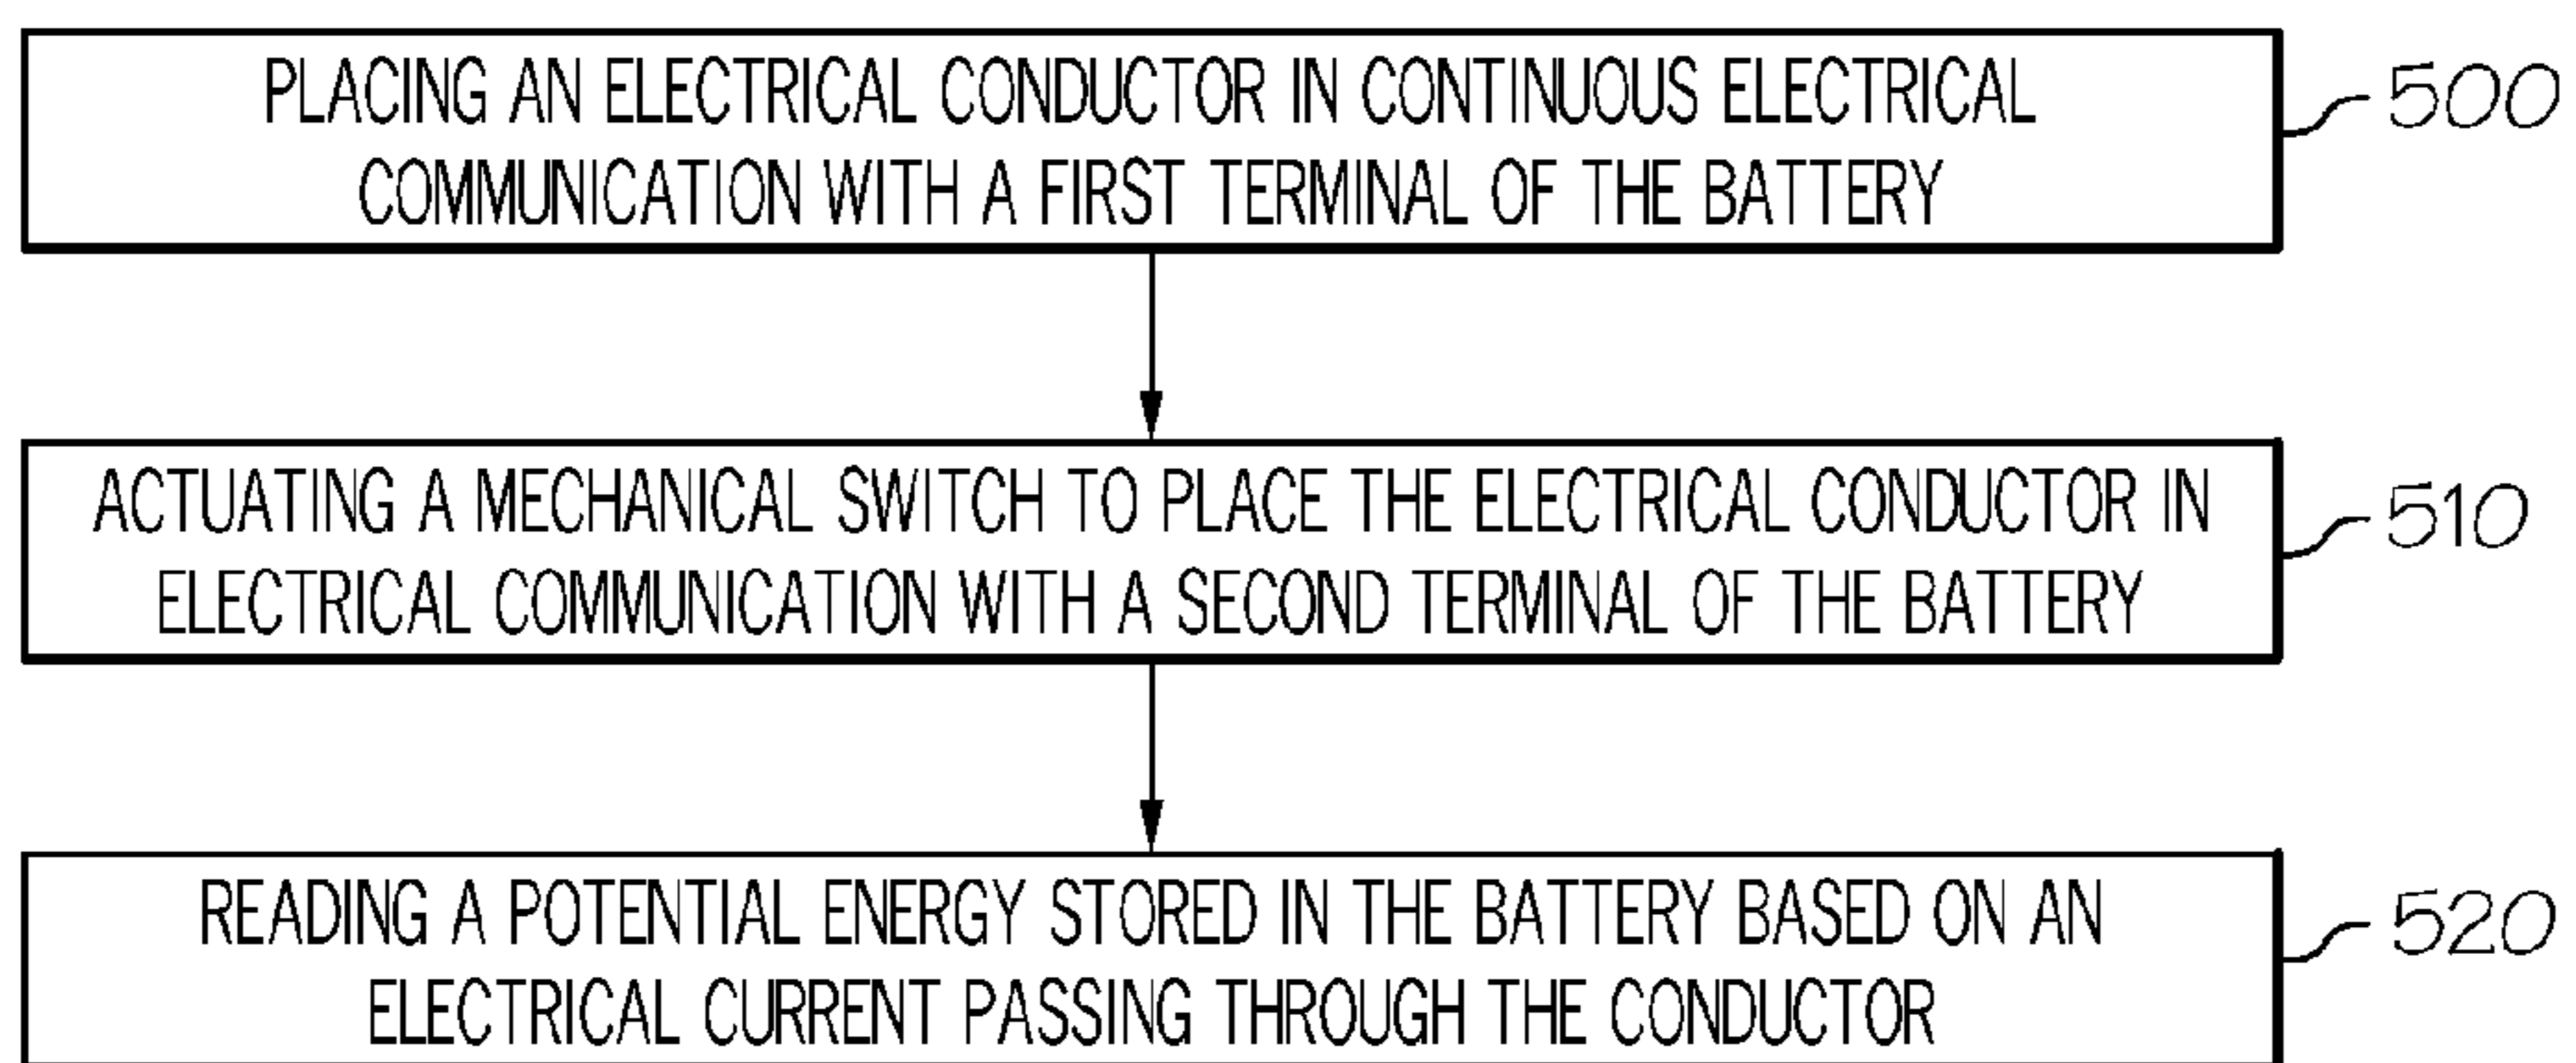 PLACING AN ELECTRICAL CONDUCTOR IN CONTINUOUS ELECTRICAL
COMMUNICATION WITH A FIRST TERMINAL OF THE BATTERY
500
ACTUATING A MECHANICAL SWITCH TO PLACE THE ELECTRICAL CONDUCTOR IN
ELECTRICAL COMMUNICATION WITH A SECOND TERMINAL OF THE BATTERY
510
READING A POTENTIAL ENERGY STORED IN THE BATTERY BASED ON AN
ELECTRICAL CURRENT PASSING THROUGH THE CONDUCTOR
520